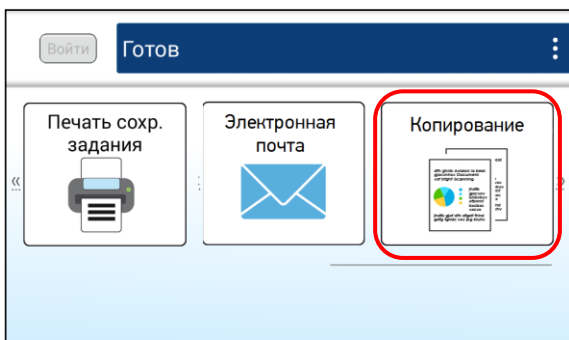 Войти
Готов
Печать сохр.
задания
Электронная
почта
Копирование
«
»